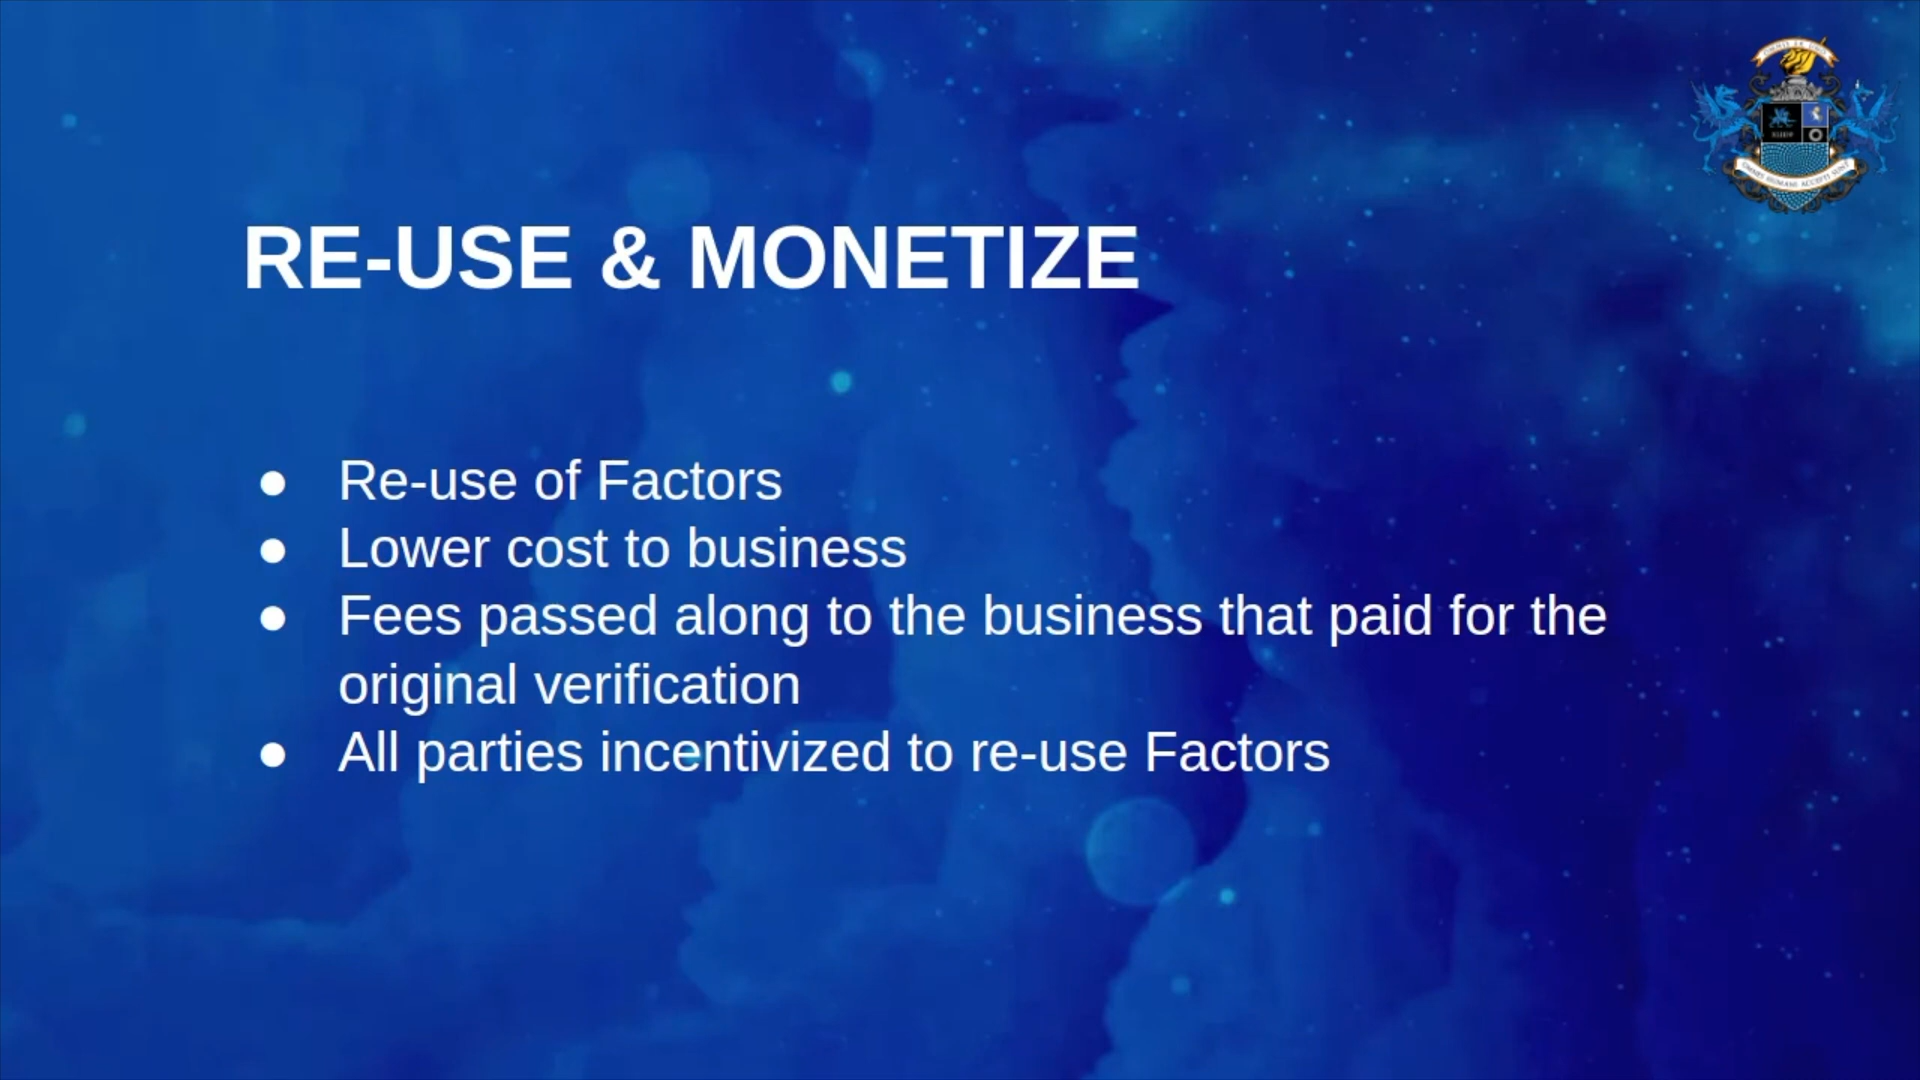 RE-USE & MONETIZE
● Re-use of Factors
● Lower cost to business
● Fees passed along to the business that paid for the
original verification
● All parties incentivized to re-use Factors